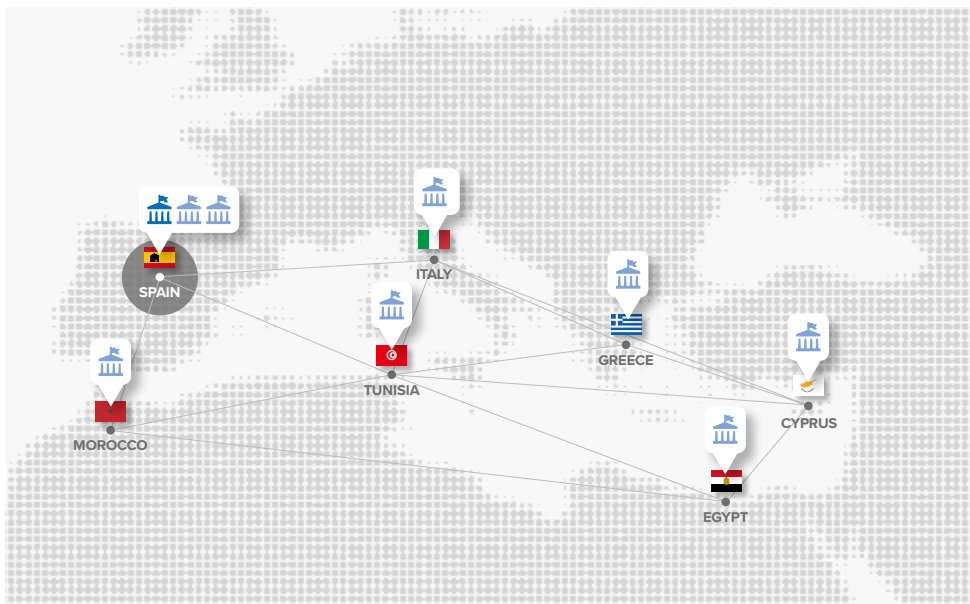 ITALY
SPAIN
GREECE
TUNISIA
CYPRUS
MOROCCO
EGYPT